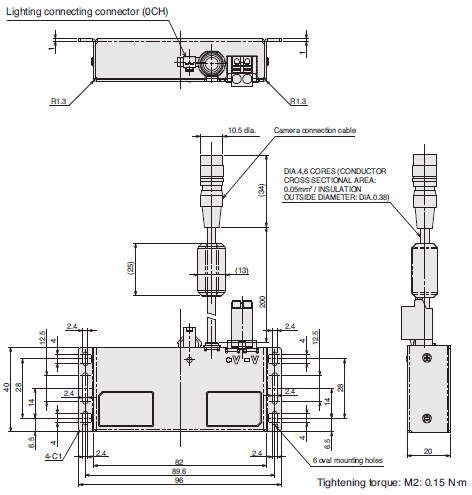 Lighting connecting connector (0CH)
1
1
R1.3
R1.3
10.5 dia.
Camera connection cable
DIA.4,6 CORES (CONDUCTOR
CROSS SECTIONAL AREA:
0.05mm² / INSULATION
OUTSIDE DIAMETER: DIA.0.38)
(34)
(25)
(13)
200
2.4
2.4
12.5
4
4
12.5
C V - V
40
28
14
2.4
2.4
14
28
6.5
4
4
6.5
4-C1
2.4
2.4
6 oval mounting holes
82
89.6
96
20
Tightening torque: M2: 0.15 N·m